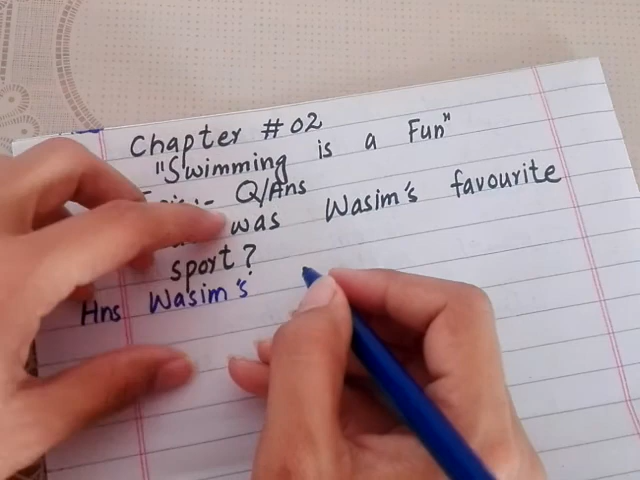 Chapter # 02
"Swimming is a Fun"
Q/Ans
was Wasim's favourite
sport?
Ans Wasim's